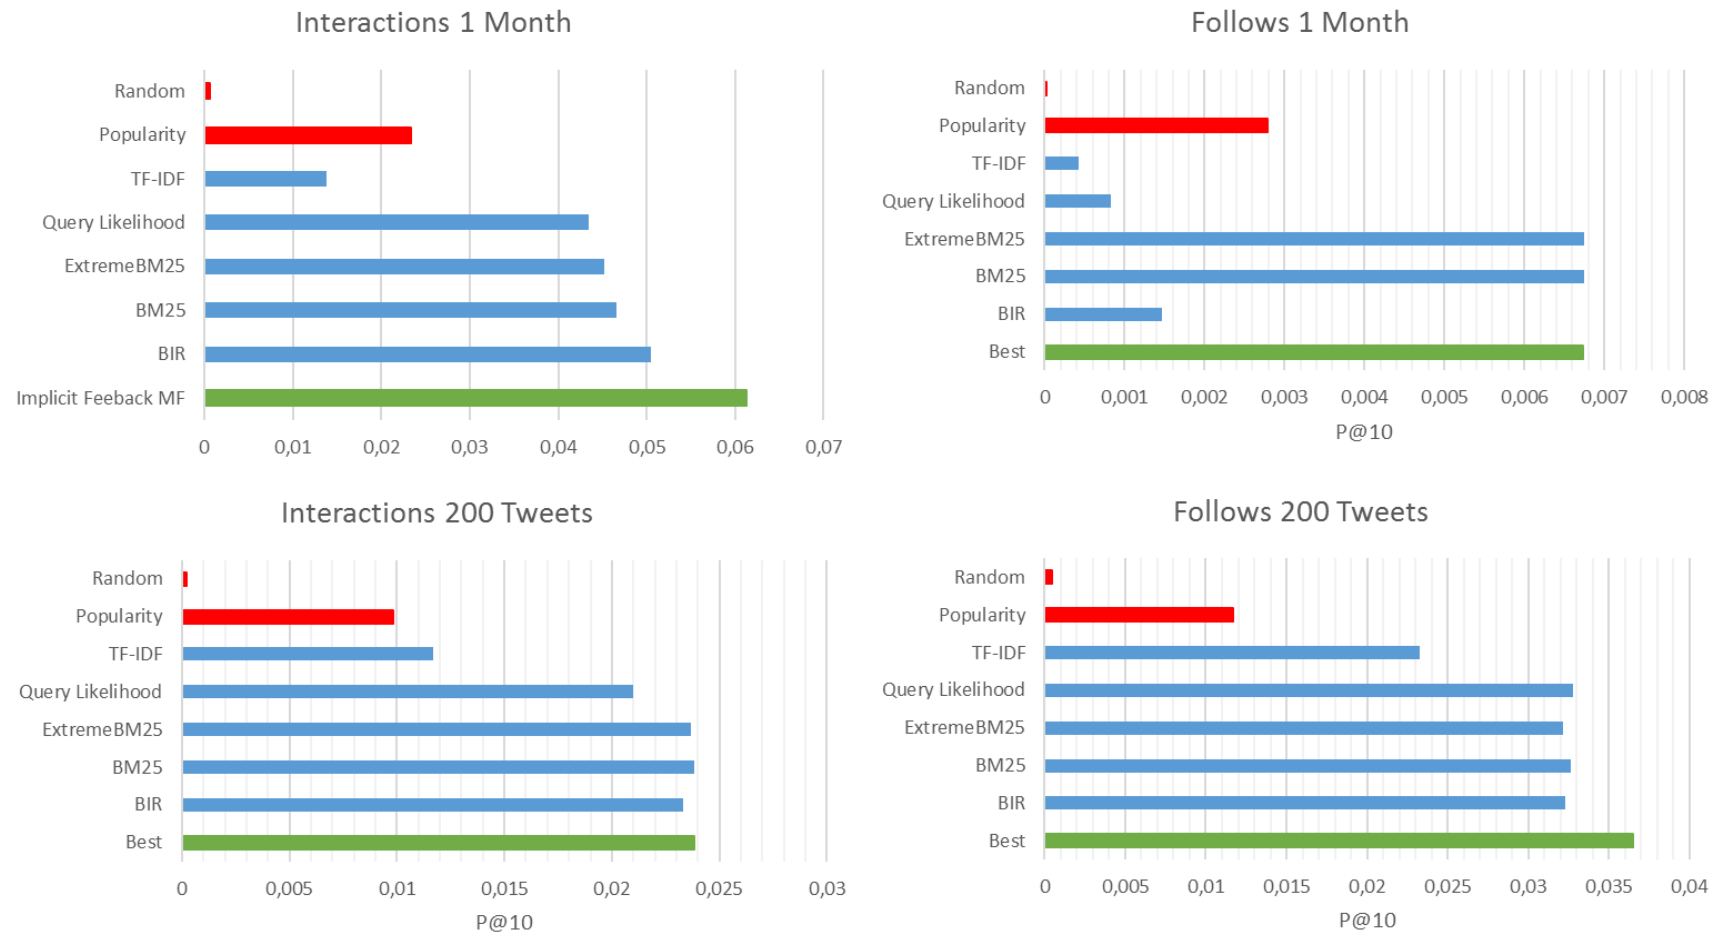 Interactions 1 Month
Random
Popularity
TF-IDF
Query Likelihood
ExtremeBM25
BM25
BIR
Implicit Feeback MF
0 0,01 0,02 0,03 0,04 0,05 0,06 0,07
Follows 1 Month
Random
Popularity
TF-IDF
Query Likelihood
ExtremeBM25
BM25
BIR
Best
0 0,001 0,002 0,003 0,004 0,005 0,006 0,007 0,008
P@10
Interactions 200 Tweets
Random
Popularity
TF-IDF
Query Likelihood
ExtremeBM25
BM25
BIR
Best
0 0,005 0,01 0,015 0,02 0,025 0,03
P@10
Follows 200 Tweets
Random
Popularity
TF-IDF
Query Likelihood
ExtremeBM25
BM25
BIR
Best
0 0,005 0,01 0,015 0,02 0,025 0,03 0,035 0,04
P@10